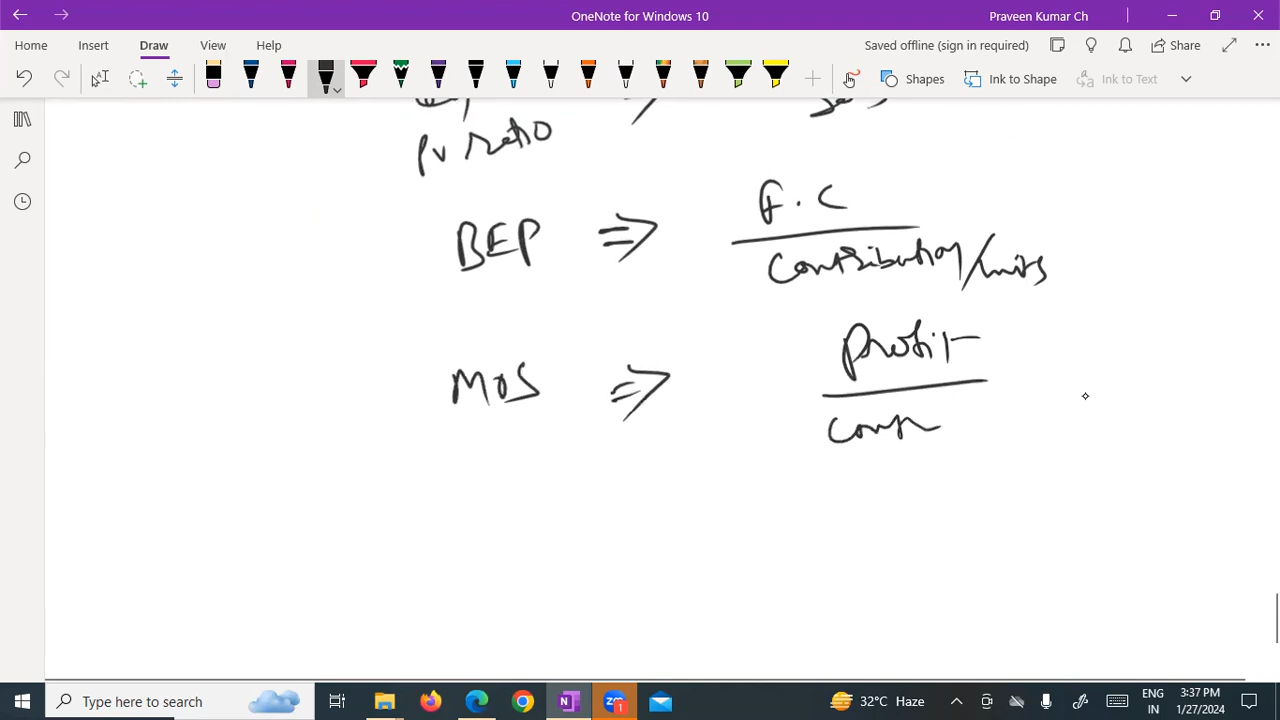 OneNote for Windows 10
Praveen Kumar Ch
Home Insert Draw View Help
Saved offline (sign in required)
Share
Shapes
Ink to Shape
Ink to Text
PV ratio
BEP ⇒ F.C
Contribution/units
MOS ⇒ Profit
Cont
Type here to search
32°C Haze
ENG
IN
3:37 PM
1/27/2024